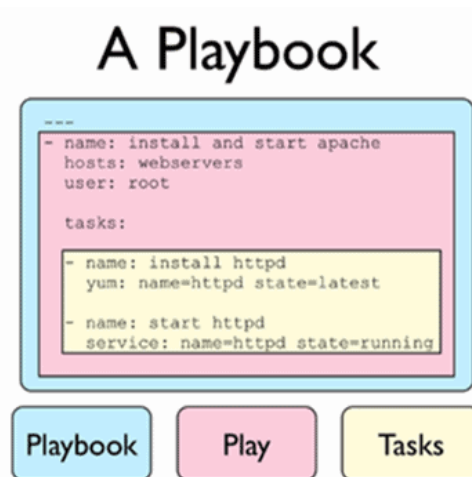 A Playbook
---
- name: install and start apache
  hosts: webservers
  user: root
  tasks:
  - name: install httpd
    yum: name=httpd state=latest
  - name: start httpd
    service: name=httpd state=running
Playbook
Play
Tasks